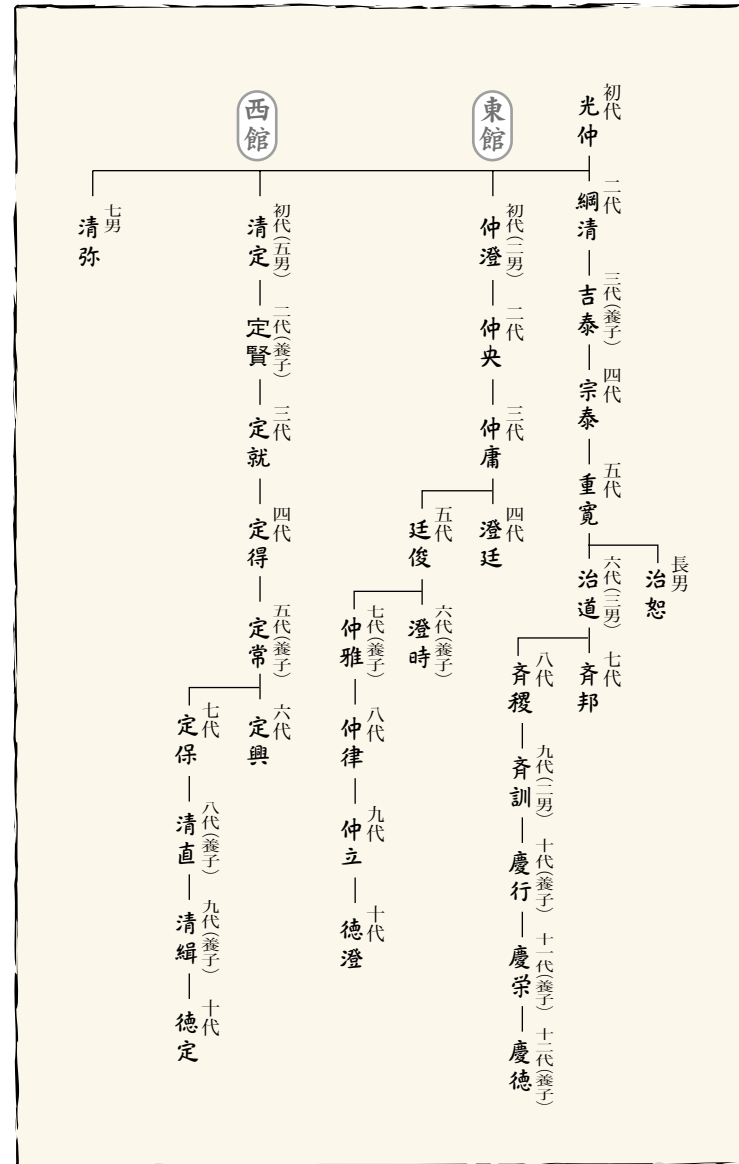 初代
光仲
二代
綱清
三代(養子)
吉泰
四代
宗泰
五代
重寛
長男
治恕
六代(三男)
治道
七代
斉邦
八代
斉稷
九代(二男)
斉訓
十代(養子)
慶行
十一代(養子)
慶栄
十二代(養子)
慶徳
東館
初代(二男)
仲澄
二代
仲央
三代
仲庸
四代
澄延
五代
延俊
六代(養子)
澄時
七代(養子)
仲雅
八代
仲律
九代
仲立
十代
徳澄
西館
初代(五男)
清定
二代(養子)
定賢
三代
定就
四代
定得
五代(養子)
定常
六代
定興
七代
定保
八代(養子)
清直
九代(養子)
清緝
十代
徳定
七男
清弥